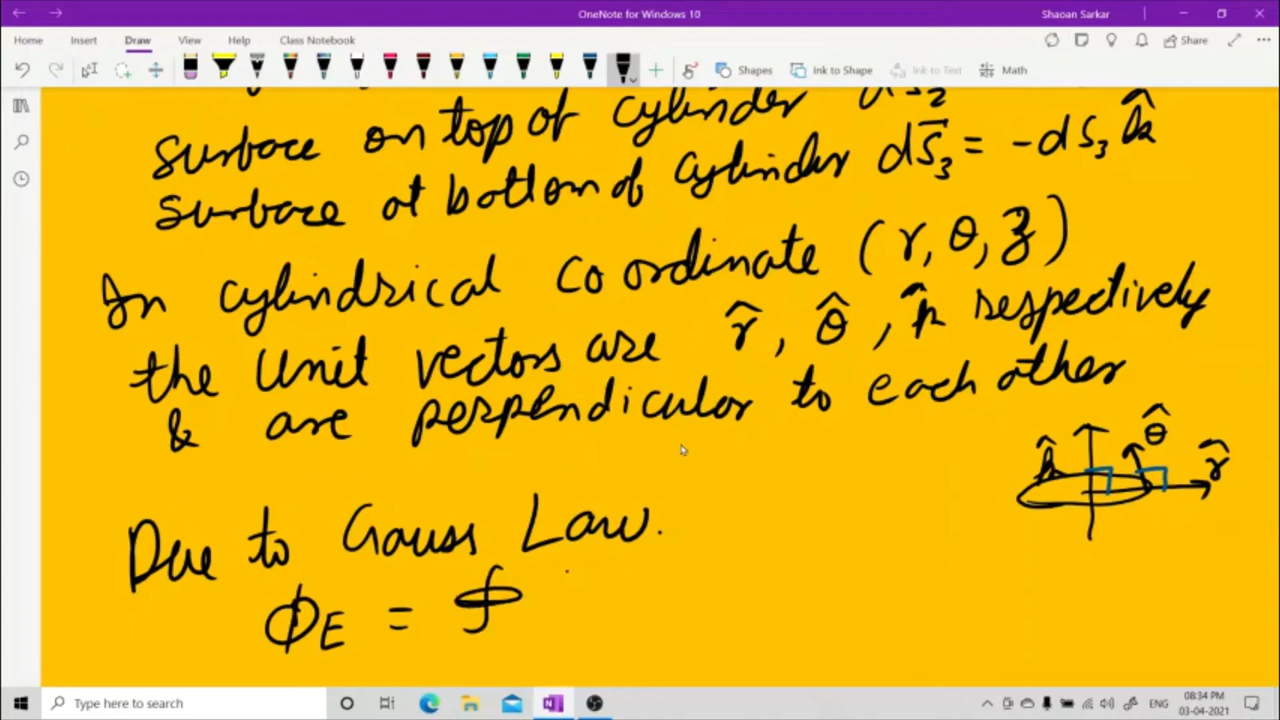 OneNote for Windows 10
Shaoan Sarkar
Home Insert Draw View Help Class Notebook
Share
Shapes Ink to Shape Ink to Text Math
surface on top of cylinder
surface at bottom of cylinder dS⃗₃ = -dS₃ k̂
In cylindrical coordinate (r, θ, z)
the unit vectors are r̂, θ̂, k̂ respectively
& are perpendicular to each other
k̂ θ̂ r̂
Due to Gauss Law.
ΦE = ∮
Type here to search
ENG
08:34 PM
03-04-2021